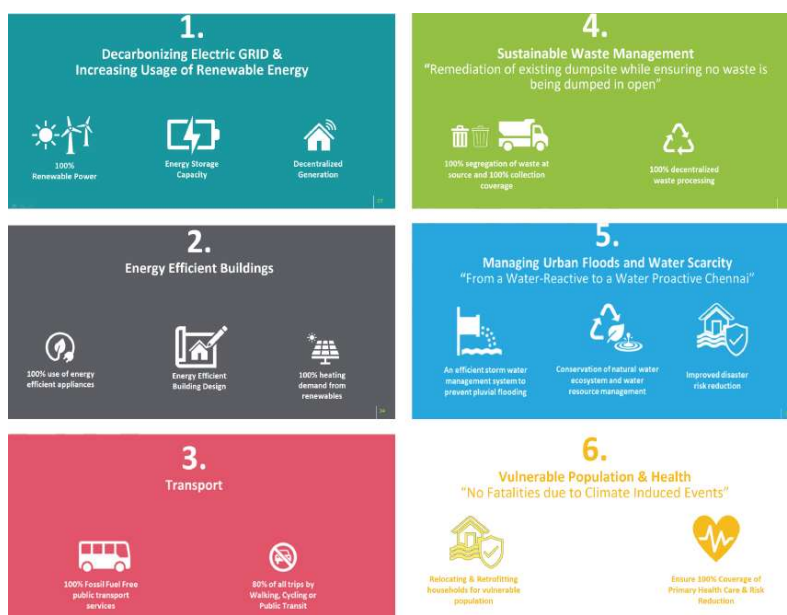 1.
Decarbonizing Electric GRID &
Increasing Usage of Renewable Energy
100%
Renewable Power
Energy Storage
Capacity
Decentralized
Generation
2.
Energy Efficient Buildings
100% use of energy
efficient appliances
Energy Efficient
Building Design
100% heating
demand from
renewables
3.
Transport
100% Fossil Fuel Free
public transport
services
80% of all trips by
Walking, Cycling or
Public Transit
4.
Sustainable Waste Management
"Remediation of existing dumpsite while ensuring no waste is
being dumped in open"
100% segregation of waste at
source and 100% collection
coverage
100% decentralized
waste processing
5.
Managing Urban Floods and Water Scarcity
"From a Water-Reactive to a Water Proactive Chennai"
An efficient storm water
management system to
prevent pluvial flooding
Conservation of natural water
ecosystem and water
resource management
Improved disaster
risk reduction
6.
Vulnerable Population & Health
"No Fatalities due to Climate Induced Events"
Relocating & Retrofitting
households for vulnerable
population
Ensure 100% Coverage of
Primary Health Care & Risk
Reduction